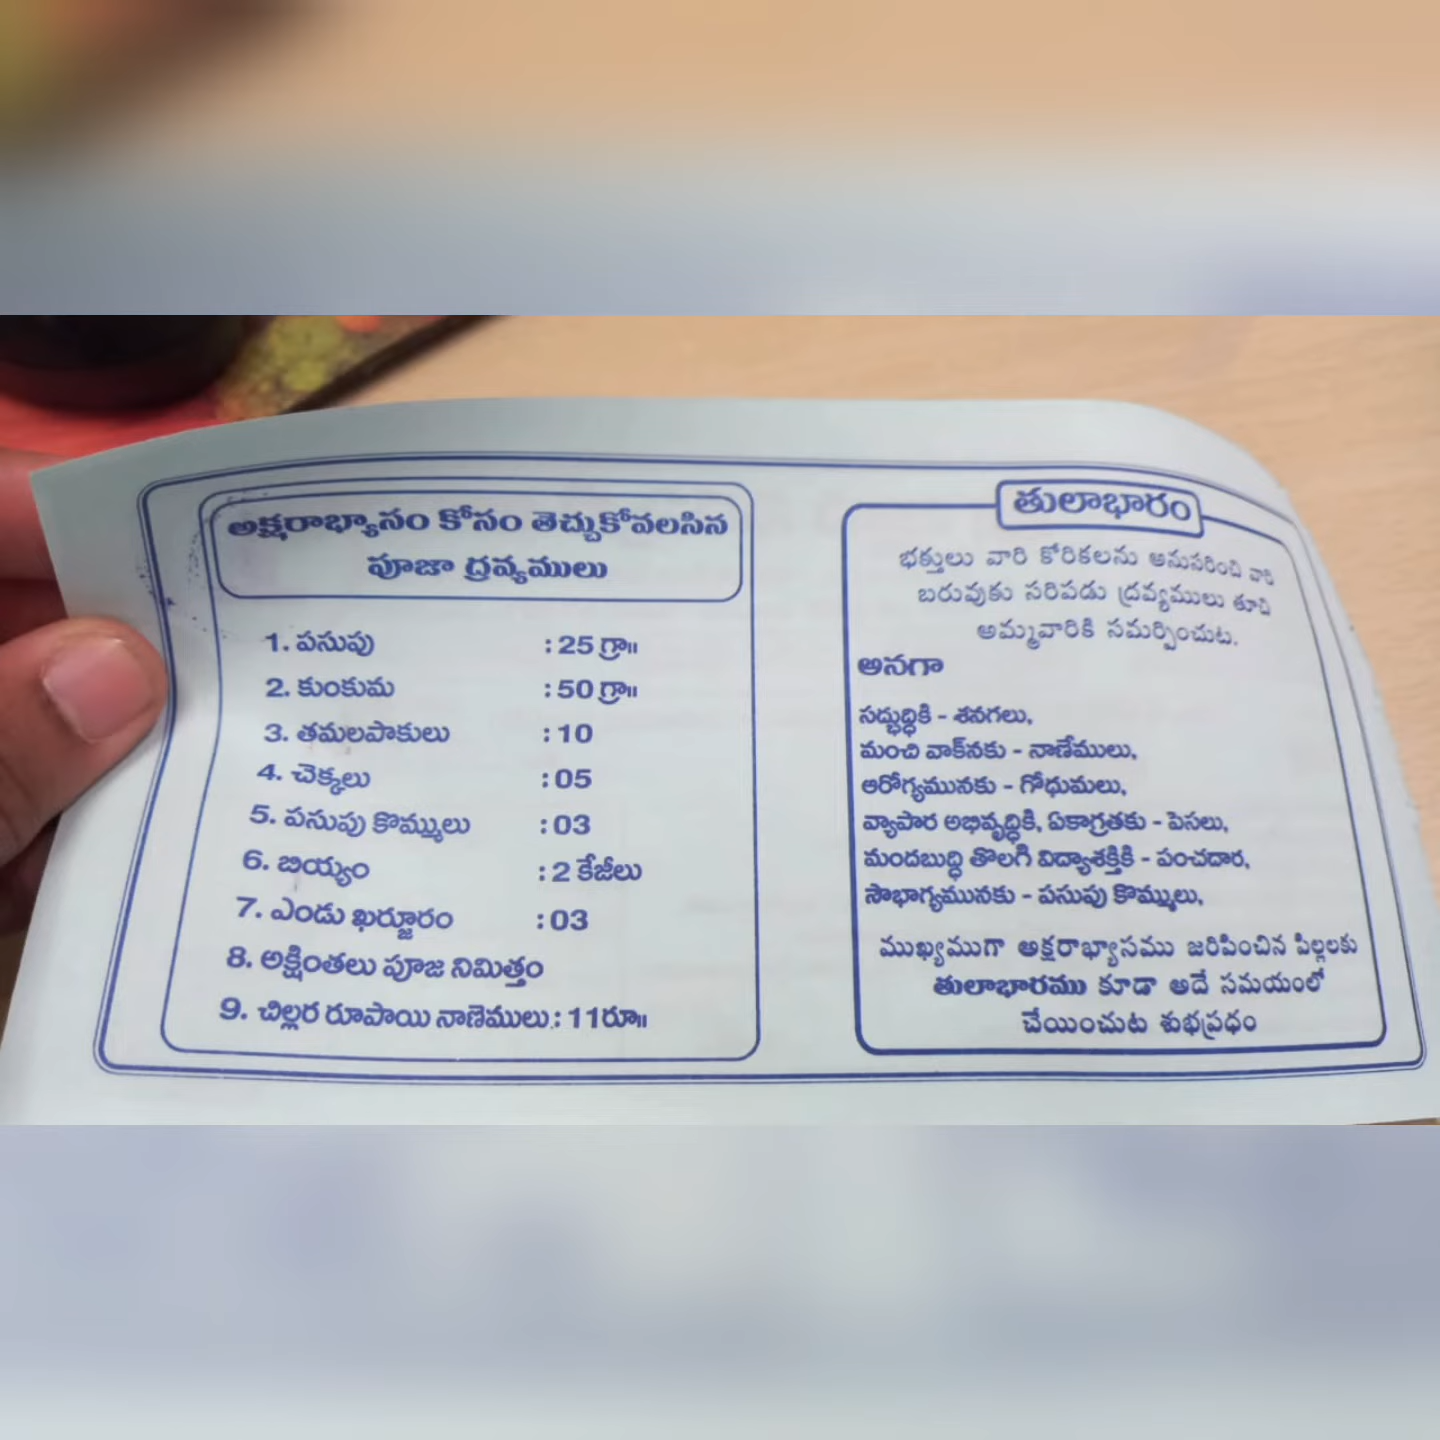 అక్షరాభ్యాసం కోసం తెచ్చుకోవలసిన
పూజా ద్రవ్యములు
1. పసుపు : 25 గ్రా॥
2. కుంకుమ : 50 గ్రా॥
3. తమలపాకులు : 10
4. చెక్కలు : 05
5. పసుపు కొమ్ములు : 03
6. బియ్యం : 2 కేజీలు
7. ఎండు ఖర్జూరం : 03
8. అక్షింతలు పూజ నిమిత్తం
9. చిల్లర రూపాయి నాణెములు.: 11రూ॥
తులాభారం
భక్తులు వారి కోరికలను అనుసరించి వారి
బరువుకు సరిపడు ద్రవ్యములు తూచి
అమ్మవారికి సమర్పించుట.
అనగా
సద్భుద్ధికి - శనగలు,
మంచి వాక్‌నకు - నాణేములు,
ఆరోగ్యమునకు - గోధుమలు,
వ్యాపార అభివృద్ధికి, ఏకాగ్రతకు - పెసలు,
మందబుద్ధి తొలగి విద్యాశక్తికి - పంచదార,
సౌభాగ్యమునకు - పసుపు కొమ్ములు,
ముఖ్యముగా అక్షరాభ్యాసము జరిపించిన పిల్లలకు
తులాభారము కూడా అదే సమయంలో
చేయించుట శుభప్రధం